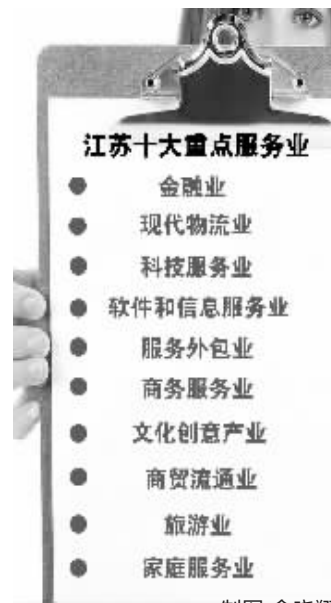 江苏十大重点服务业
金融业
现代物流业
科技服务业
软件和信息服务业
服务外包业
商务服务业
文化创意产业
商贸流通业
旅游业
家庭服务业